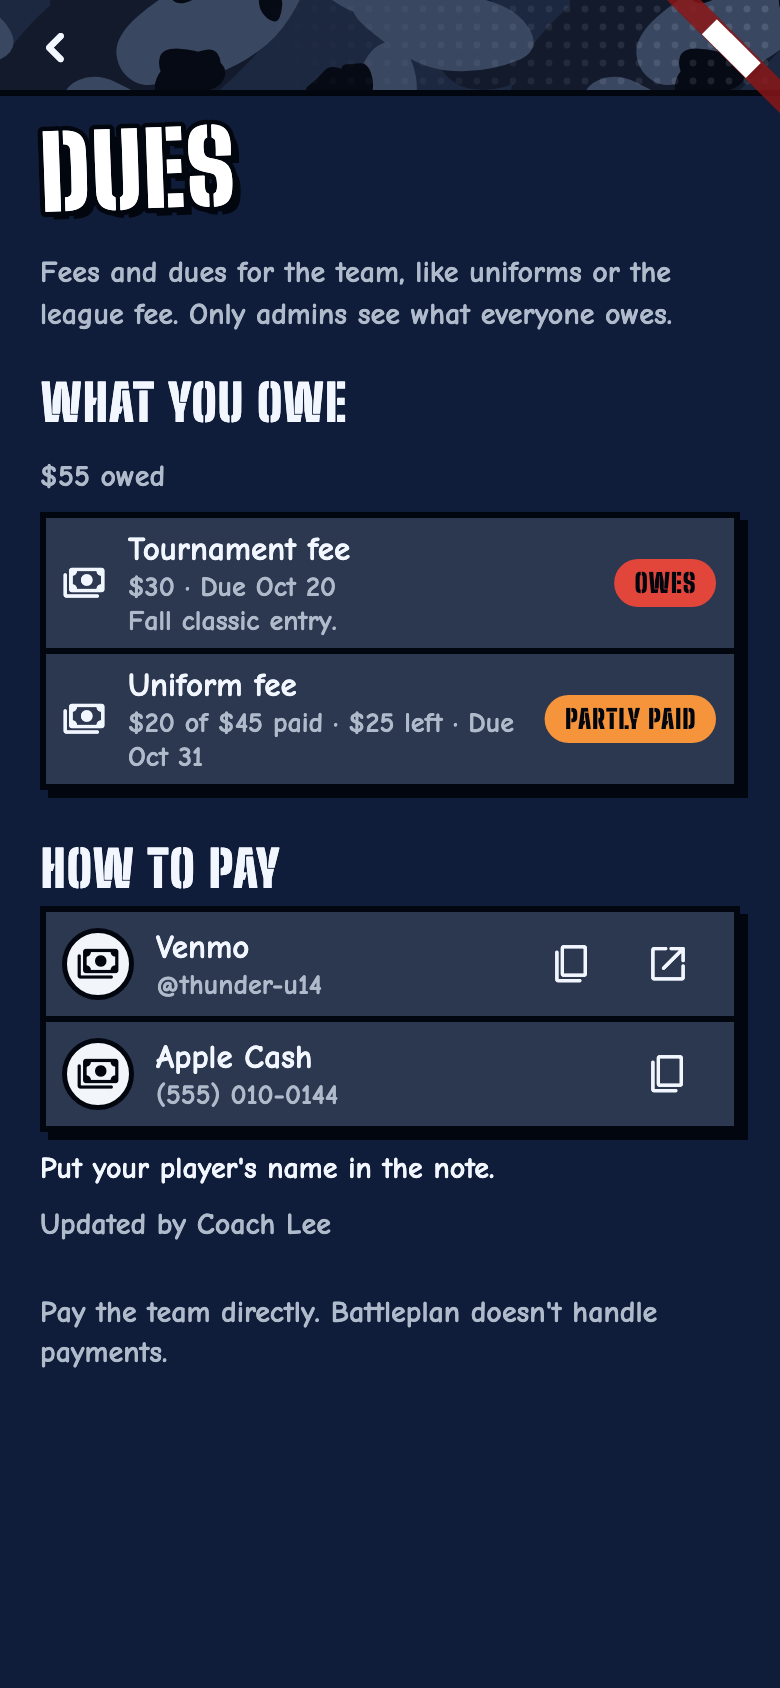 DUES
Fees and dues for the team, like uniforms or the
league fee. Only admins see what everyone owes.
WHAT YOU OWE
$55 owed
Tournament fee
$30 · Due Oct 20
Fall classic entry.
OWES
Uniform fee
$20 of $45 paid · $25 left · Due
Oct 31
PARTLY PAID
HOW TO PAY
Venmo
@thunder-u14
Apple Cash
(555) 010-0144
Put your player's name in the note.
Updated by Coach Lee
Pay the team directly. Battleplan doesn't handle
payments.